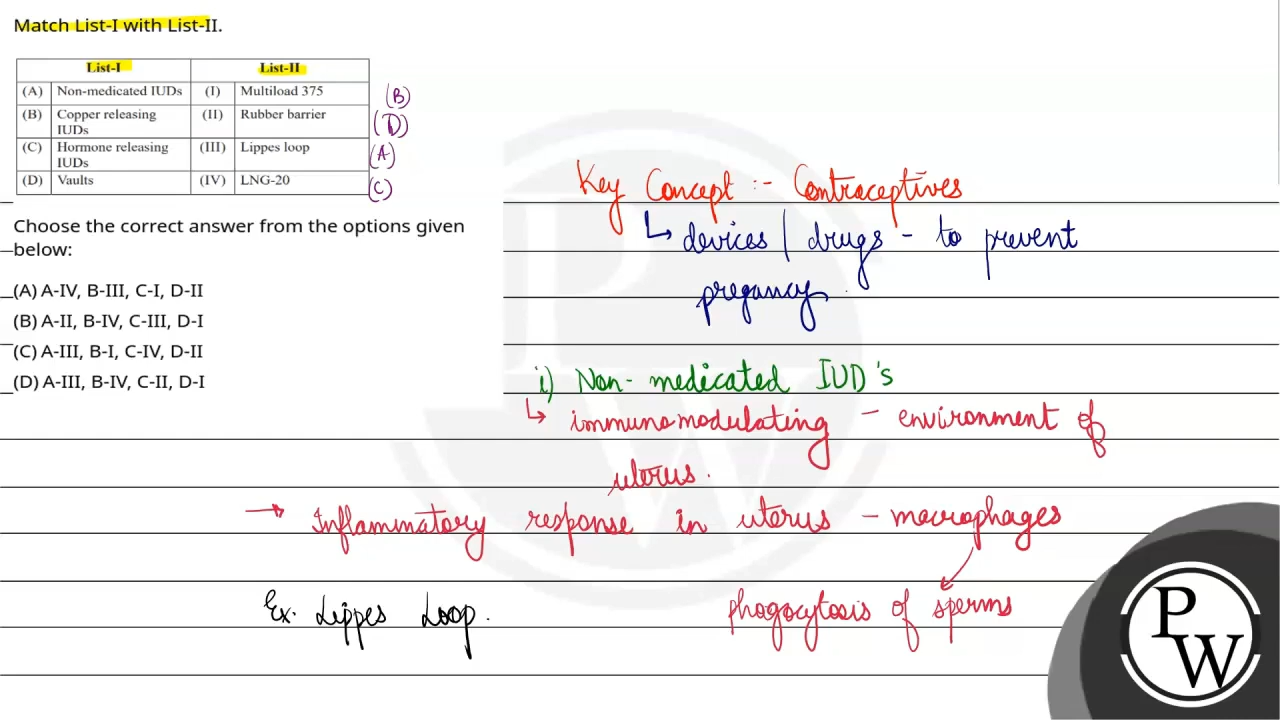 Match List-I with List-II.
List-I List-II
(A) Non-medicated IUDs (I) Multiload 375 (B)
(B) Copper releasing IUDs (II) Rubber barrier (D)
(C) Hormone releasing IUDs (III) Lippes loop (A)
(D) Vaults (IV) LNG-20 (C)
Choose the correct answer from the options given
below:
(A) A-IV, B-III, C-I, D-II
(B) A-II, B-IV, C-III, D-I
(C) A-III, B-I, C-IV, D-II
(D) A-III, B-IV, C-II, D-I
Key Concept :- Contraceptives
↳ devices / drugs - to prevent
pregancy.
i) Non-medicated IUD's
↳ immunomodulating - environment of
uterus.
→ Inflammatory response in uterus - macrophages
Ex. Lippes Loop. phogocytosis of sperms
P
W